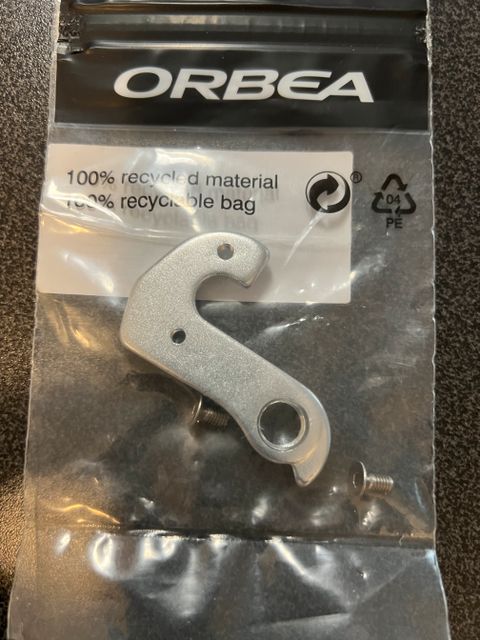 ORBEA
100% recycled material
100% recyclable bag
®
04
PE